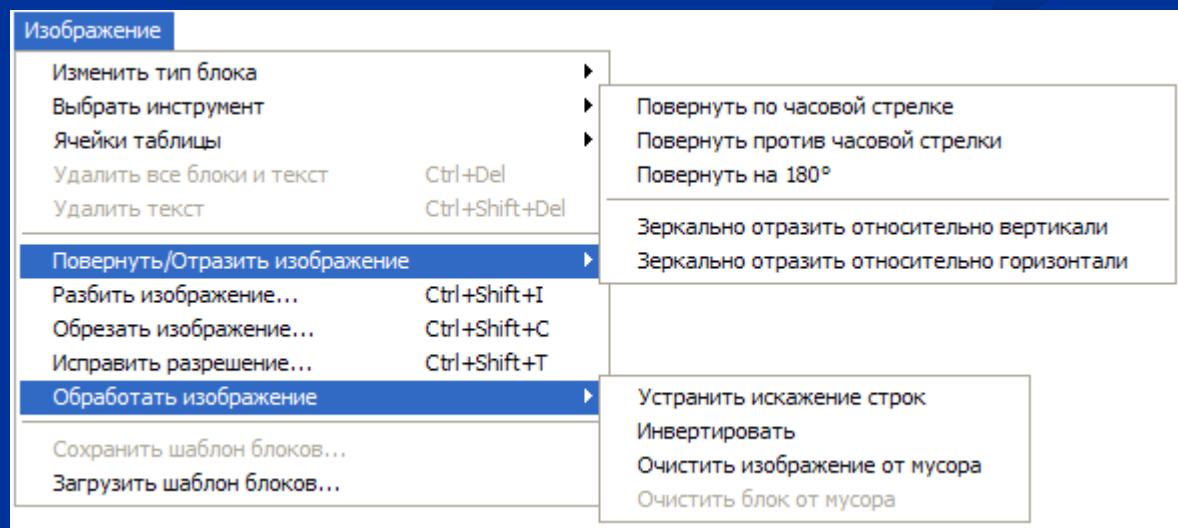 Изображение
Изменить тип блока
Выбрать инструмент
Ячейки таблицы
Удалить все блоки и текст Ctrl+Del
Удалить текст Ctrl+Shift+Del
Повернуть/Отразить изображение
Разбить изображение... Ctrl+Shift+I
Обрезать изображение... Ctrl+Shift+C
Исправить разрешение... Ctrl+Shift+T
Обработать изображение
Сохранить шаблон блоков...
Загрузить шаблон блоков...
Повернуть по часовой стрелке
Повернуть против часовой стрелки
Повернуть на 180°
Зеркально отразить относительно вертикали
Зеркально отразить относительно горизонтали
Устранить искажение строк
Инвертировать
Очистить изображение от мусора
Очистить блок от мусора